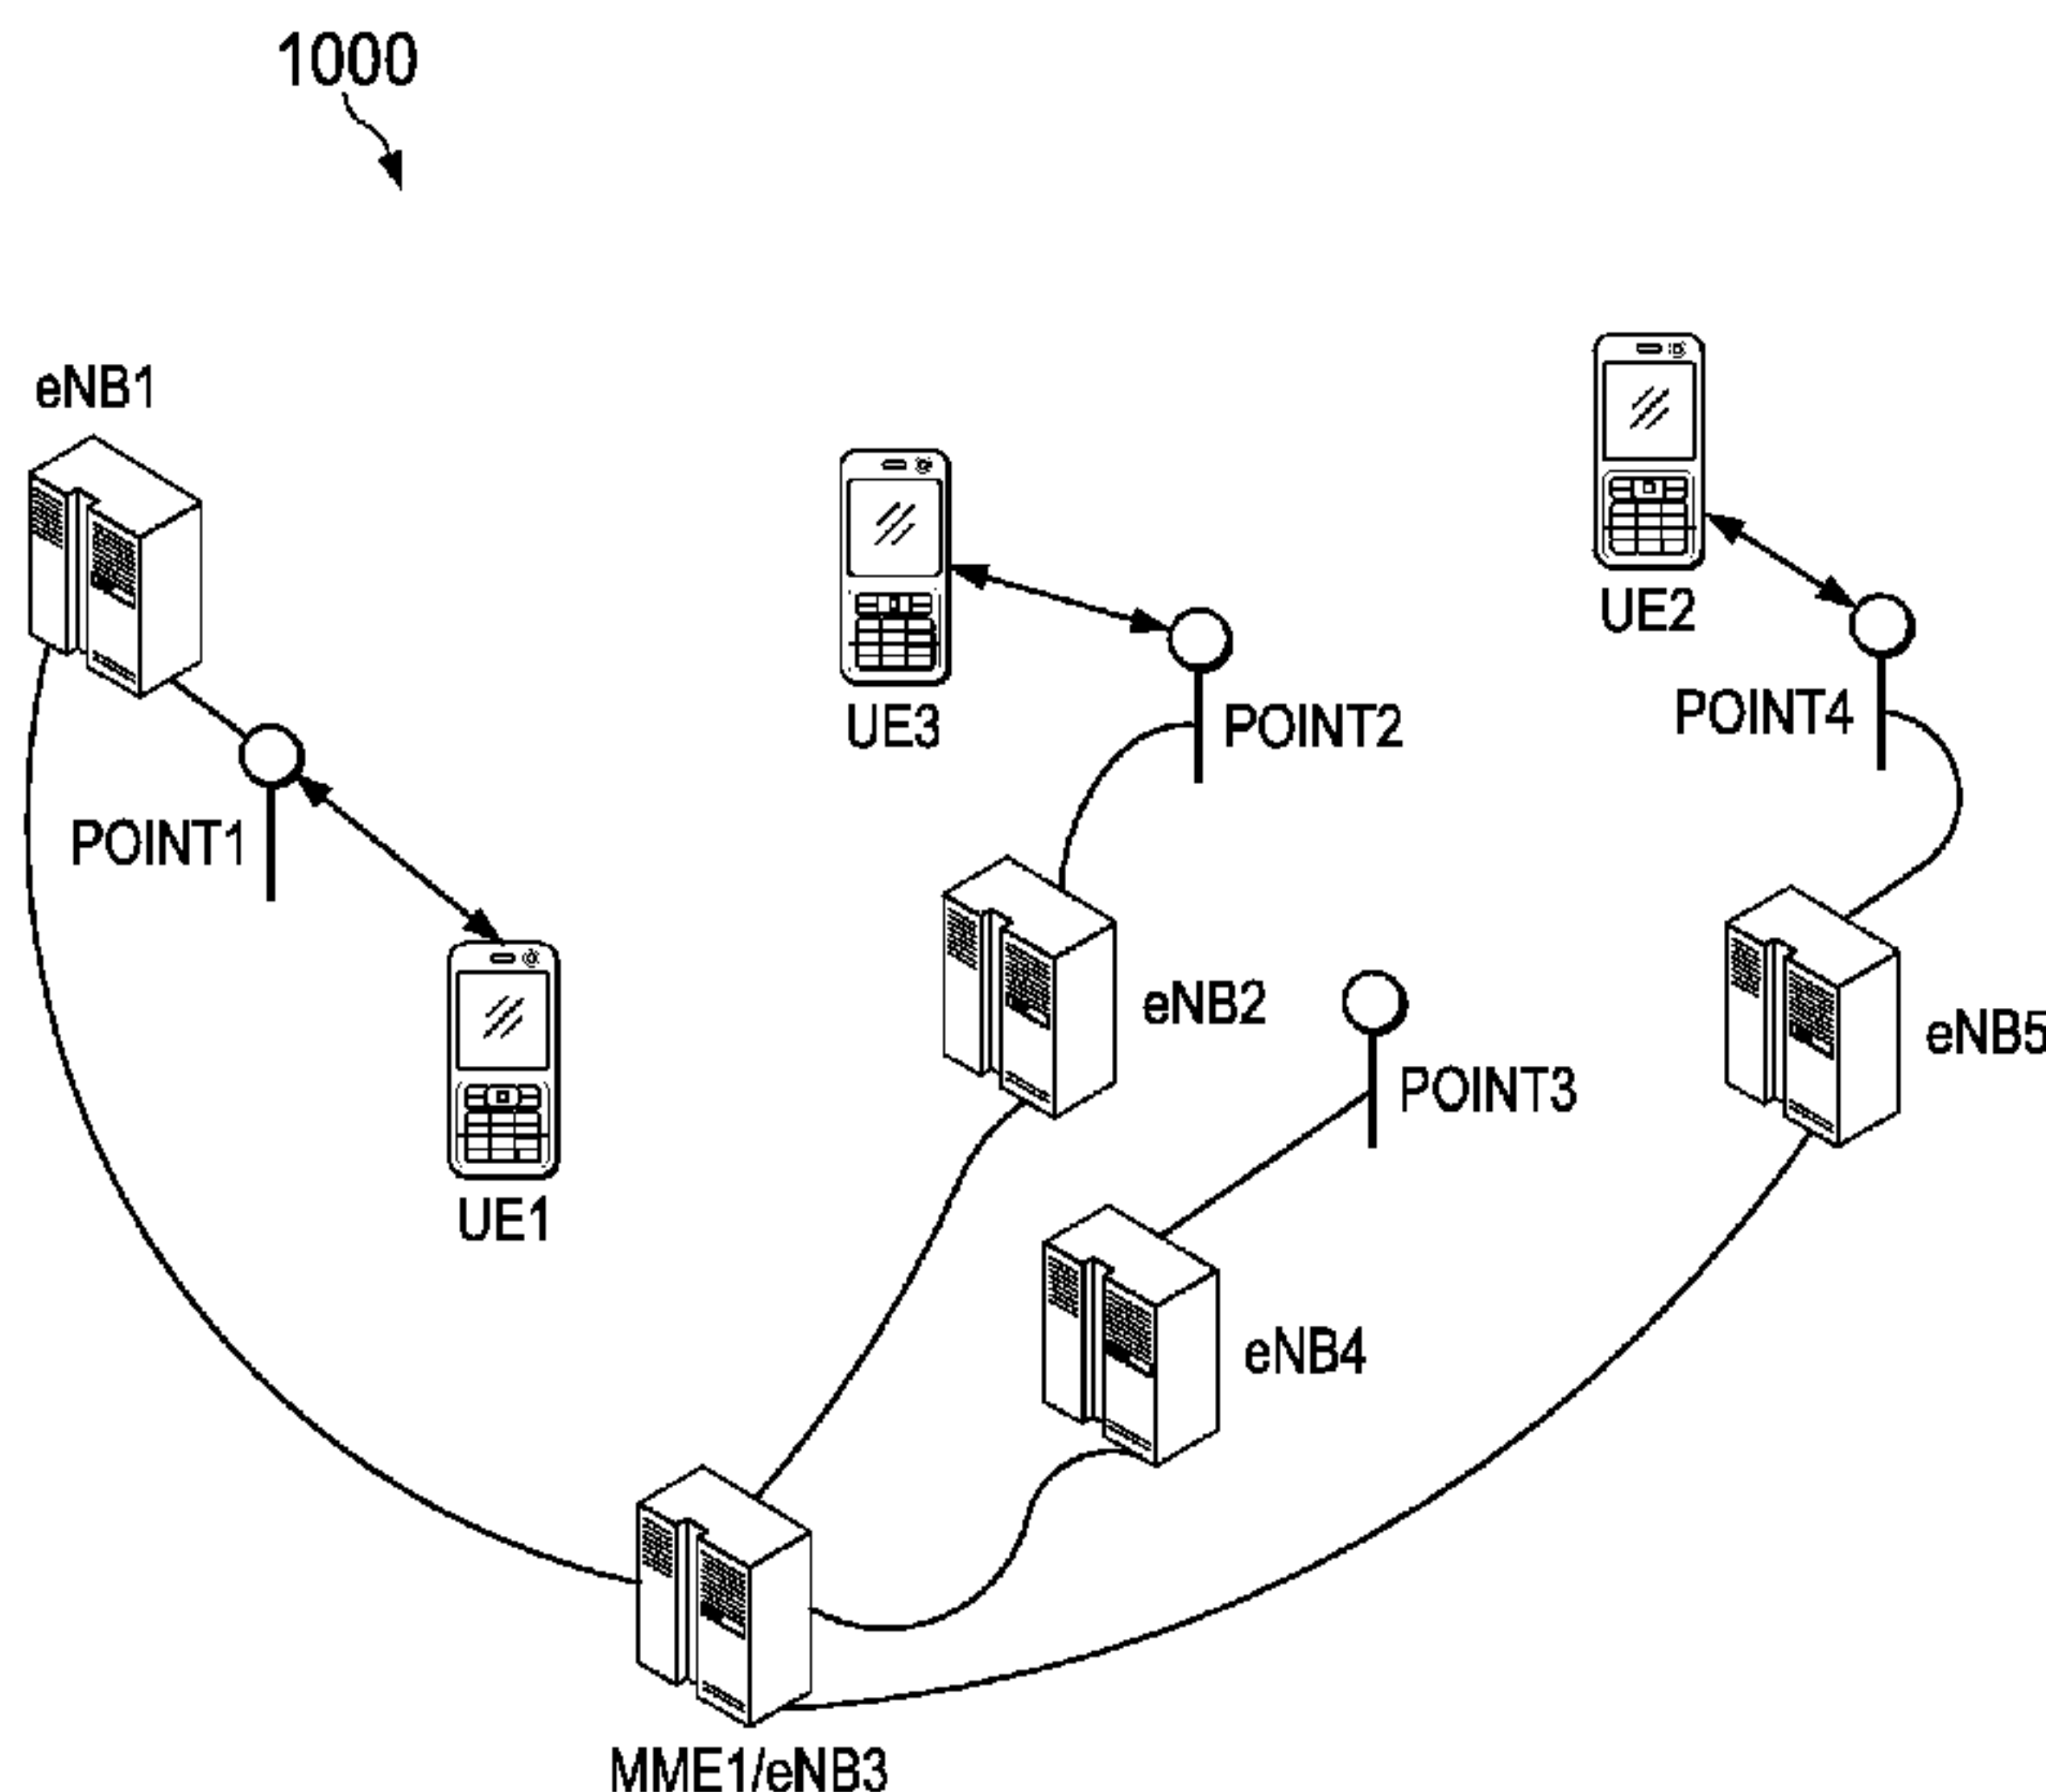 1000
eNB1
UE3
UE2
POINT2
POINT4
POINT1
eNB2
eNB5
POINT3
UE1
eNB4
MME1/eNB3